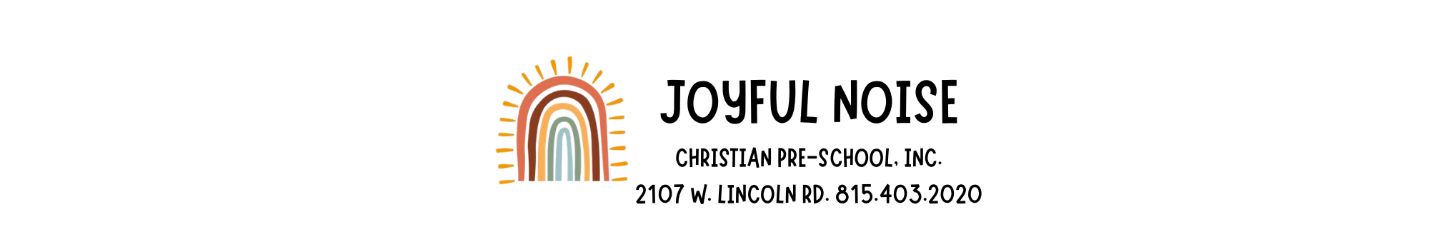 JOYFUL NOISE
CHRISTIAN PRE-SCHOOL, INC.
2107 W. LINCOLN RD. 815.403.2020